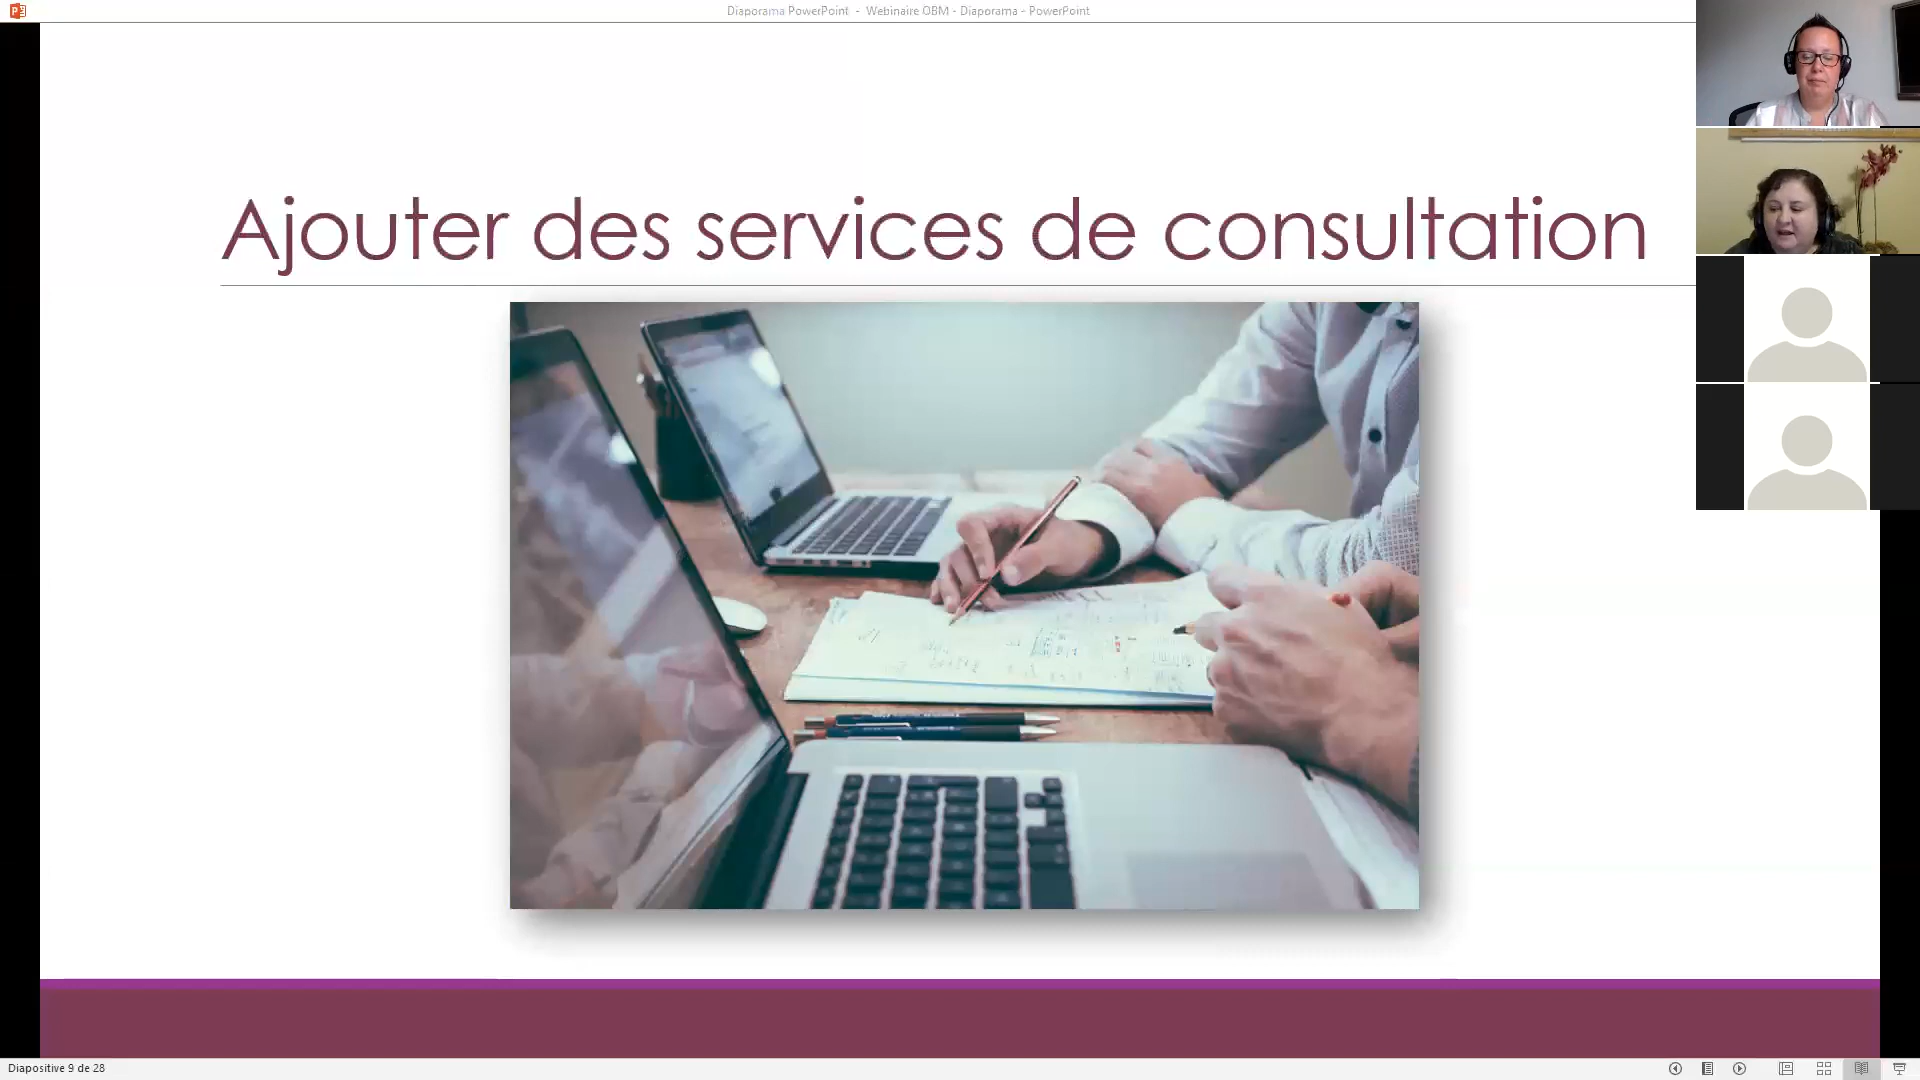 Diaporama PowerPoint - Webinaire OBM - Diaporama - PowerPoint
Ajouter des services de consultation
Diapositive 9 de 28